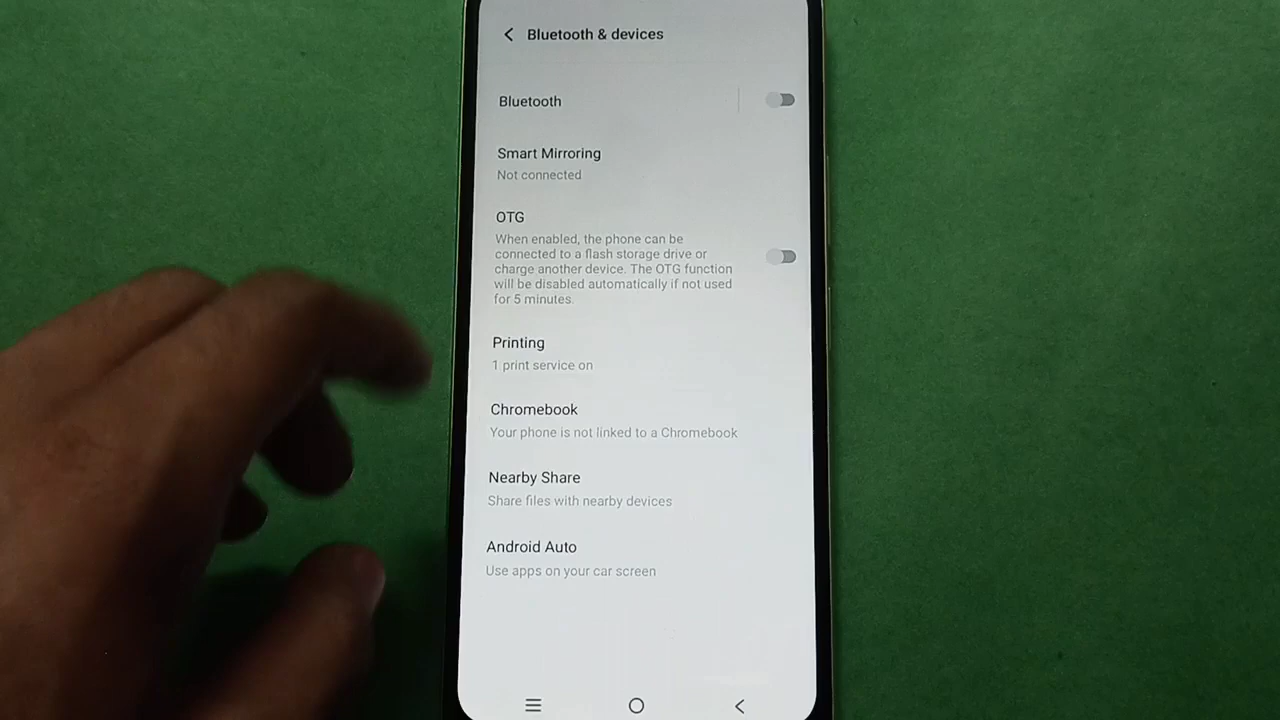 Bluetooth & devices
Bluetooth
Smart Mirroring
Not connected
OTG
When enabled, the phone can be
connected to a flash storage drive or
charge another device. The OTG function
will be disabled automatically if not used
for 5 minutes.
Printing
1 print service on
Chromebook
Your phone is not linked to a Chromebook
Nearby Share
Share files with nearby devices
Android Auto
Use apps on your car screen